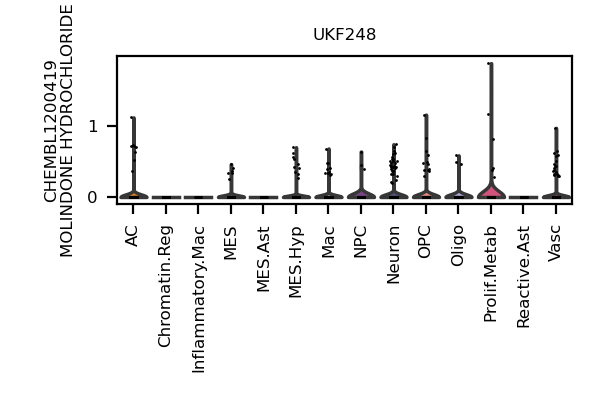 UKF248
CHEMBL1200419
MOLINDONE HYDROCHLORIDE
1
0
AC
Chromatin.Reg
Inflammatory.Mac
MES
MES.Ast
MES.Hyp
Mac
NPC
Neuron
OPC
Oligo
Prolif.Metab
Reactive.Ast
Vasc